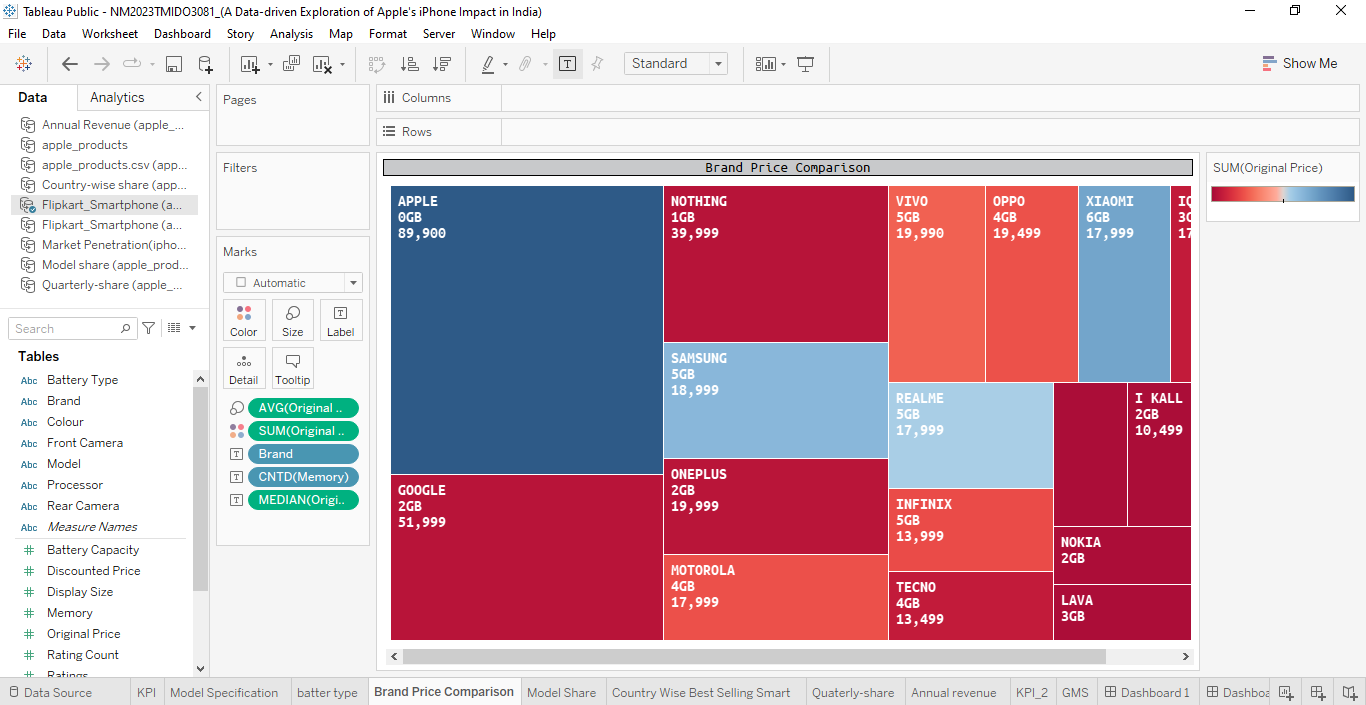 Tableau Public - NM2023TMIDO3081_(A Data-driven Exploration of Apple's iPhone Impact in India)
File Data Worksheet Dashboard Story Analysis Map Format Server Window Help
Standard
Show Me
Data Analytics
Annual Revenue (apple_...
apple_products
apple_products.csv (app...
Country-wise share (app...
Flipkart_Smartphone (a...
Flipkart_Smartphone (a...
Market Penetration(ipho...
Model share (apple_prod...
Quarterly-share (apple_...
Search
Tables
Abc Battery Type
Abc Brand
Abc Colour
Abc Front Camera
Abc Model
Abc Processor
Abc Rear Camera
Abc Measure Names
# Battery Capacity
# Discounted Price
# Display Size
# Memory
# Original Price
# Rating Count
# Ratings
Pages
Filters
Marks
Automatic
Color Size Label
Detail Tooltip
AVG(Original ..
SUM(Original ..
Brand
CNTD(Memory)
MEDIAN(Origi..
Columns
Rows
Brand Price Comparison
APPLE
0GB
89,900
GOOGLE
2GB
51,999
NOTHING
1GB
39,999
SAMSUNG
5GB
18,999
ONEPLUS
2GB
19,999
MOTOROLA
4GB
17,999
VIVO
5GB
19,990
OPPO
4GB
19,499
XIAOMI
6GB
17,999
REALME
5GB
17,999
INFINIX
5GB
13,999
TECNO
4GB
13,499
I KALL
2GB
10,499
NOKIA
2GB
LAVA
3GB
SUM(Original Price)
Data Source KPI Model Specification batter type Brand Price Comparison Model Share Country Wise Best Selling Smart Quaterly-share Annual revenue KPI_2 GMS Dashboard 1 Dashboa